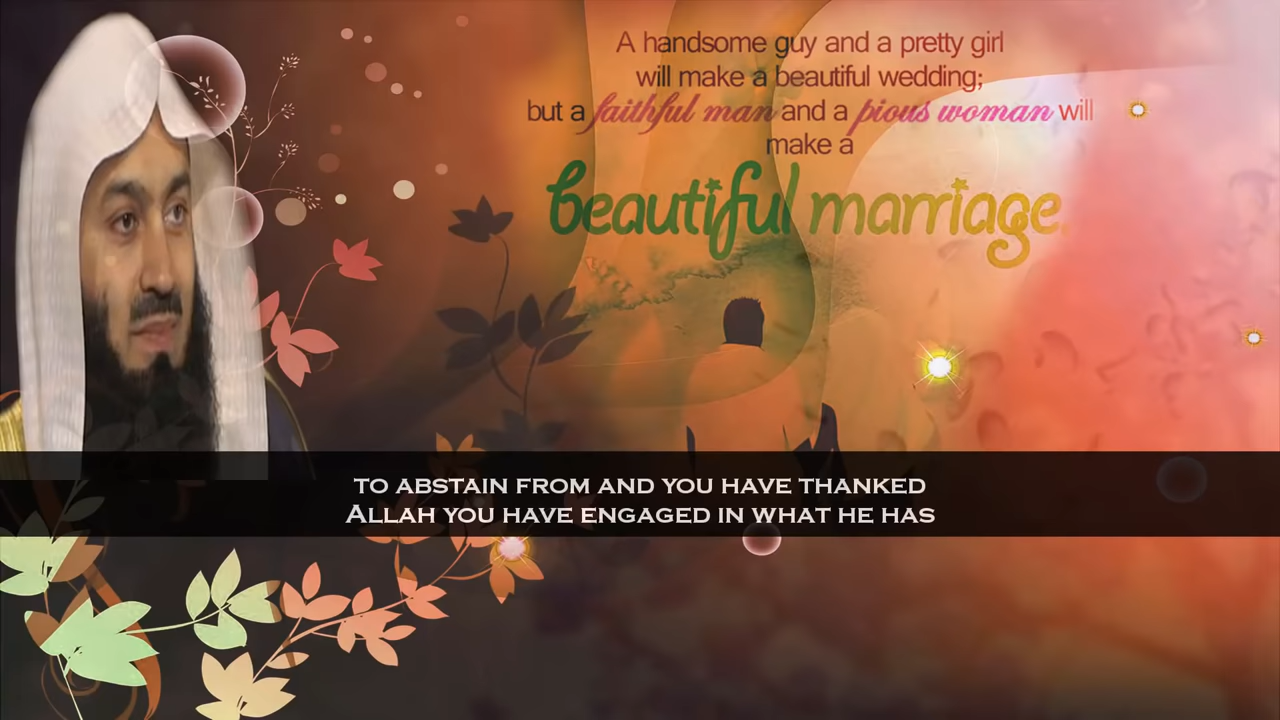 A handsome guy and a pretty girl
will make a beautiful wedding;
but a faithful man and a pious woman will
make a
beautiful marriage.
TO ABSTAIN FROM AND YOU HAVE THANKED
ALLAH YOU HAVE ENGAGED IN WHAT HE HAS